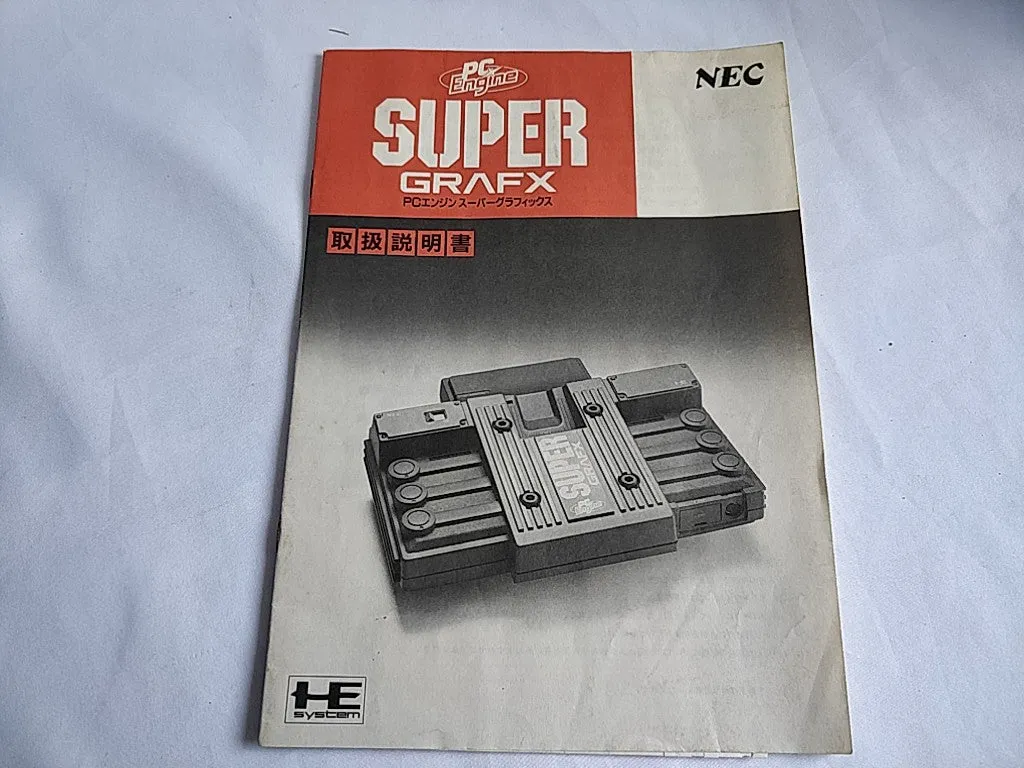 PC Engine
NEC
SUPER
GRAFX
PCエンジン スーパーグラフィックス
取扱説明書
SUPER
GRAFX
HE
system